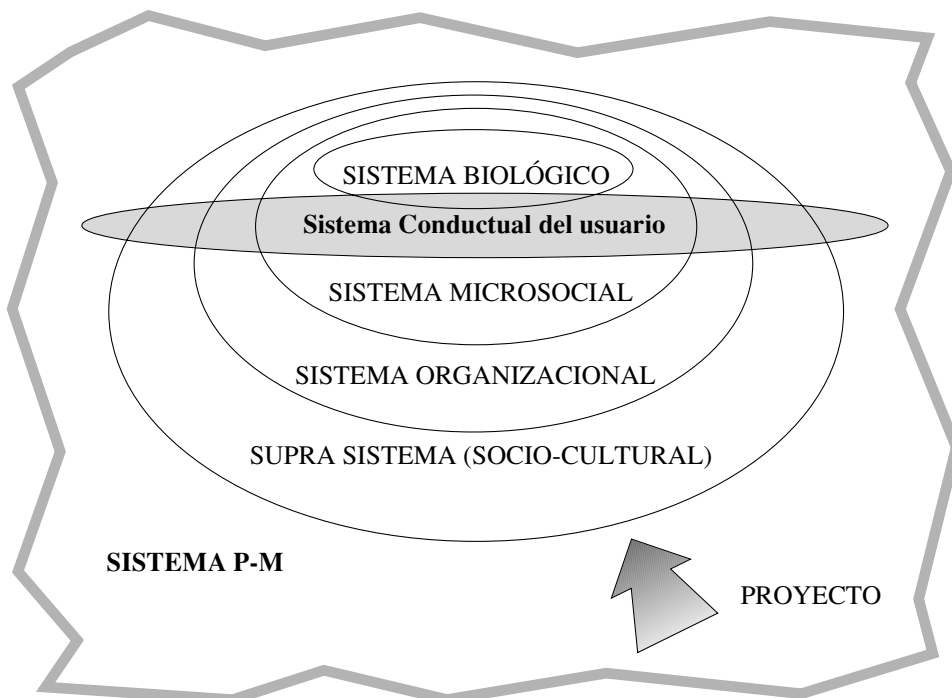 SISTEMA BIOLÓGICO
Sistema Conductual del usuario
SISTEMA MICROSOCIAL
SISTEMA ORGANIZACIONAL
SUPRA SISTEMA (SOCIO-CULTURAL)
SISTEMA P-M
PROYECTO